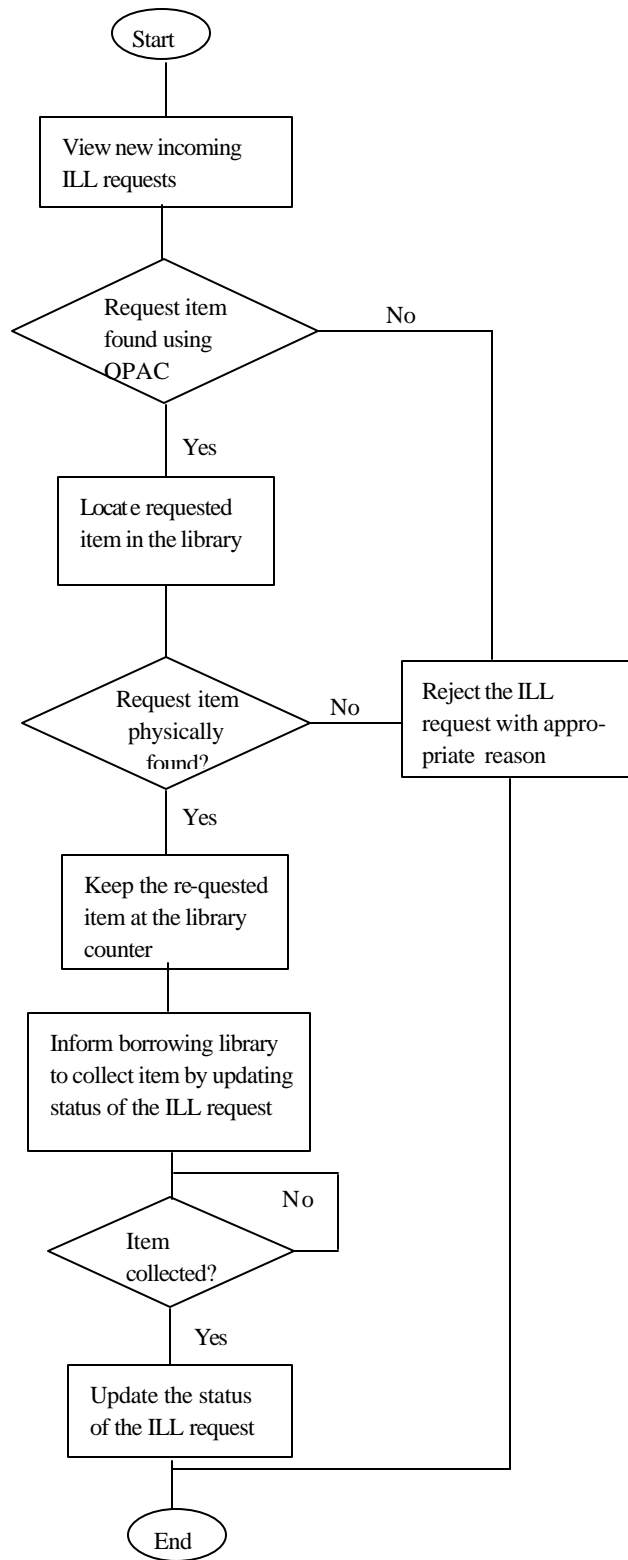 Start
View new incoming
ILL requests
Request item
found using
OPAC
No
Yes
Locate requested
item in the library
Request item
physically
found?
No
Reject the ILL
request with appro-
priate reason
Yes
Keep the re-quested
item at the library
counter
Inform borrowing library
to collect item by updating
status of the ILL request
No
Item
collected?
Yes
Update the status
of the ILL request
End